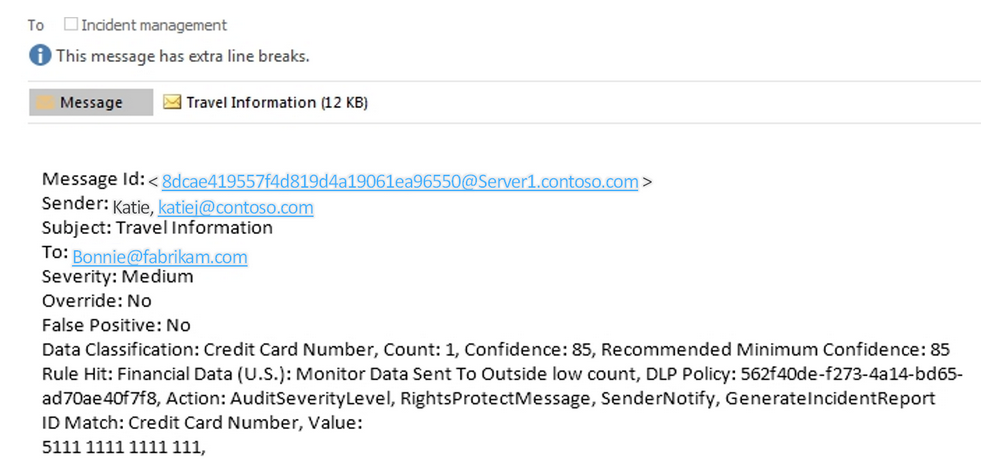 To Incident management
This message has extra line breaks.
Message Travel Information (12 KB)
Message Id: < 8dcae419557f4d819d4a19061ea96550@Server1.contoso.com >
Sender: Katie, katiej@contoso.com
Subject: Travel Information
To: Bonnie@fabrikam.com
Severity: Medium
Override: No
False Positive: No
Data Classification: Credit Card Number, Count: 1, Confidence: 85, Recommended Minimum Confidence: 85
Rule Hit: Financial Data (U.S.): Monitor Data Sent To Outside low count, DLP Policy: 562f40de-f273-4a14-bd65-
ad70ae40f7f8, Action: AuditSeverityLevel, RightsProtectMessage, SenderNotify, GenerateIncidentReport
ID Match: Credit Card Number, Value:
5111 1111 1111 111,